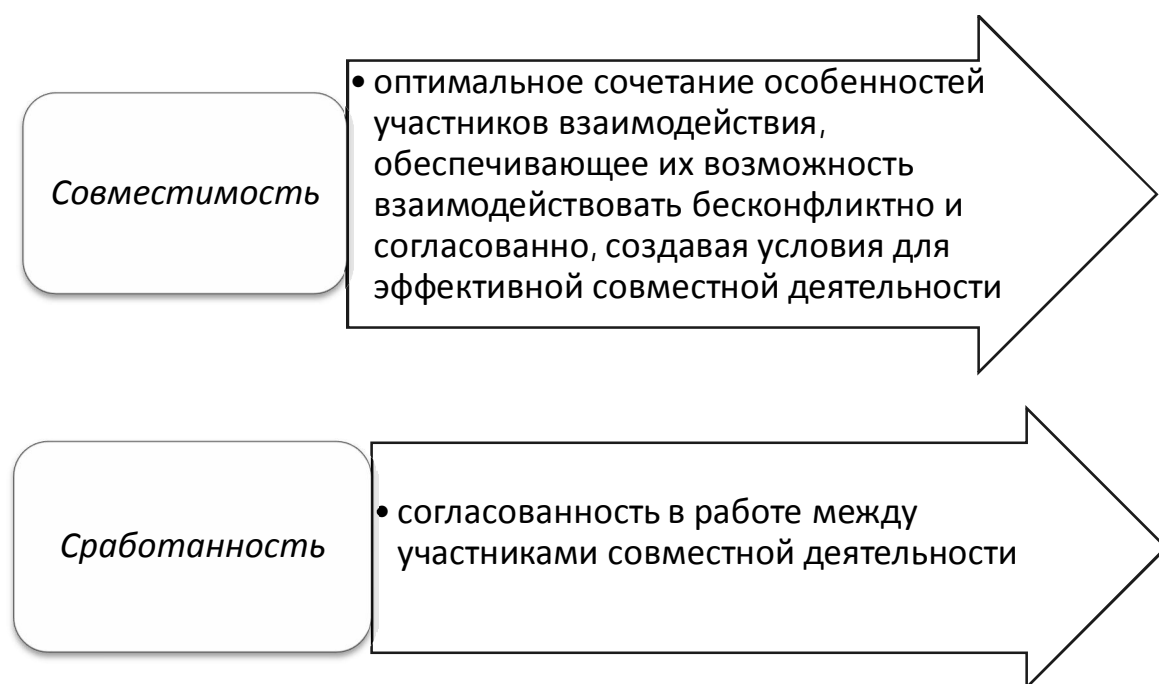 Совместимость
• оптимальное сочетание особенностей
участников взаимодействия,
обеспечивающее их возможность
взаимодействовать бесконфликтно и
согласованно, создавая условия для
эффективной совместной деятельности
Сработанность
• согласованность в работе между
участниками совместной деятельности